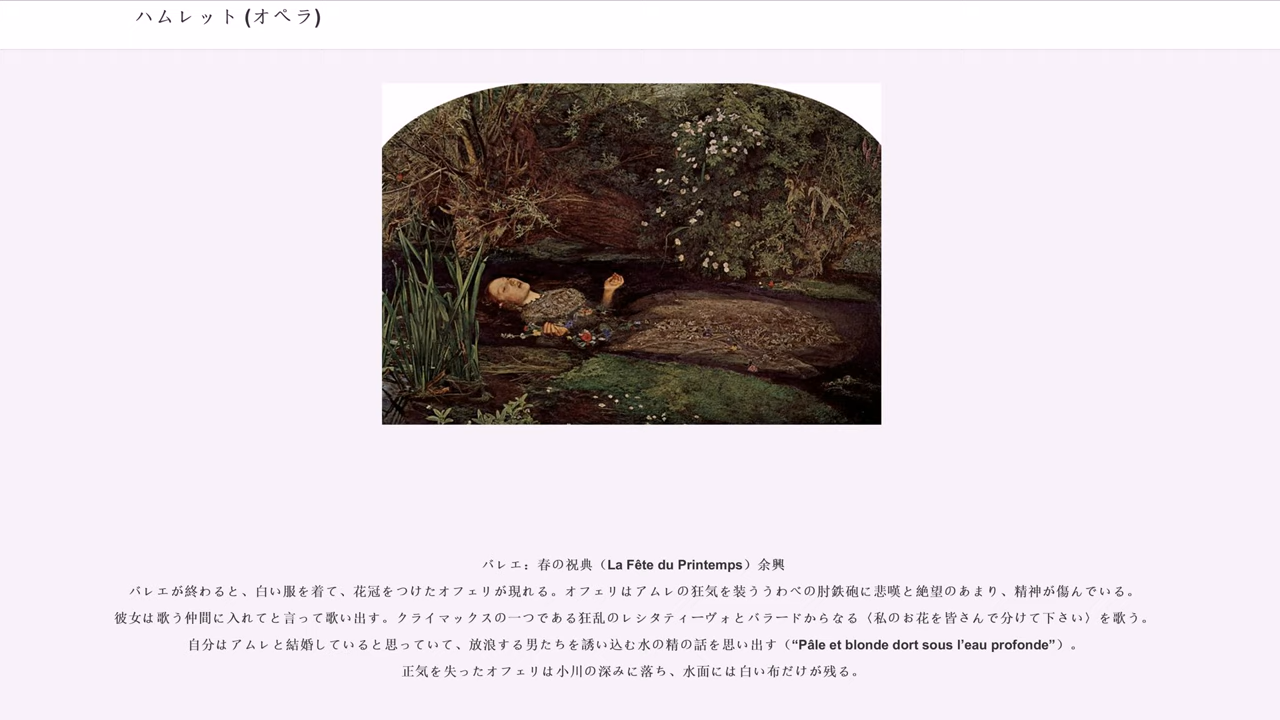 ハムレット (オペラ)
バレエ：春の祝典（La Fête du Printemps）余興
バレエが終わると、白い服を着て、花冠をつけたオフェリが現れる。オフェリはアムレの狂気を装ううわべの肘鉄砲に悲嘆と絶望のあまり、精神が傷んでいる。
彼女は歌う仲間に入れてと言って歌い出す。クライマックスの一つである狂乱のレシタティーヴォとバラードからなる〈私のお花を皆さんで分けて下さい〉を歌う。
自分はアムレと結婚していると思っていて、放浪する男たちを誘い込む水の精の話を思い出す（“Pâle et blonde dort sous l’eau profonde”）。
正気を失ったオフェリは小川の深みに落ち、水面には白い布だけが残る。